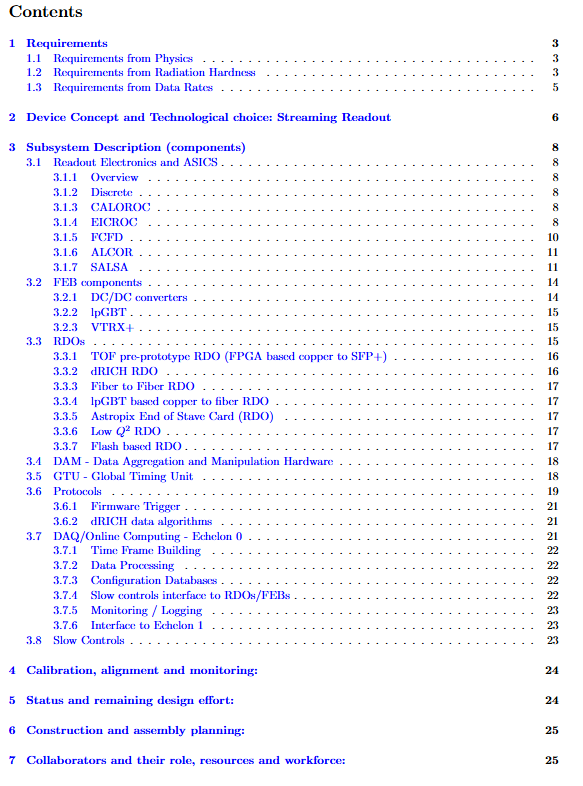 Contents
1 Requirements 3
1.1 Requirements from Physics . . . . . . . . . . 3
1.2 Requirements from Radiation Hardness . . . . . . . . . . 3
1.3 Requirements from Data Rates . . . . . . . . . . 5
2 Device Concept and Technological choice: Streaming Readout 6
3 Subsystem Description (components) 8
3.1 Readout Electronics and ASICS . . . . . . . . . . 8
3.1.1 Overview . . . . . . . . . . 8
3.1.2 Discrete . . . . . . . . . . 8
3.1.3 CALOROC . . . . . . . . . . 8
3.1.4 EICROC . . . . . . . . . . 8
3.1.5 FCFD . . . . . . . . . . 10
3.1.6 ALCOR . . . . . . . . . . 11
3.1.7 SALSA . . . . . . . . . . 11
3.2 FEB components . . . . . . . . . . 14
3.2.1 DC/DC converters . . . . . . . . . . 14
3.2.2 lpGBT . . . . . . . . . . 15
3.2.3 VTRX+ . . . . . . . . . . 15
3.3 RDOs . . . . . . . . . . 15
3.3.1 TOF pre-prototype RDO (FPGA based copper to SFP+) . . . . . . . . . . 16
3.3.2 dRICH RDO . . . . . . . . . . 16
3.3.3 Fiber to Fiber RDO . . . . . . . . . . 17
3.3.4 lpGBT based copper to fiber RDO . . . . . . . . . . 17
3.3.5 Astropix End of Stave Card (RDO) . . . . . . . . . . 17
3.3.6 Low Q² RDO . . . . . . . . . . 17
3.3.7 Flash based RDO . . . . . . . . . . 17
3.4 DAM - Data Aggregation and Manipulation Hardware . . . . . . . . . . 18
3.5 GTU - Global Timing Unit . . . . . . . . . . 18
3.6 Protocols . . . . . . . . . . 19
3.6.1 Firmware Trigger . . . . . . . . . . 21
3.6.2 dRICH data algorithms . . . . . . . . . . 21
3.7 DAQ/Online Computing - Echelon 0 . . . . . . . . . . 21
3.7.1 Time Frame Building . . . . . . . . . . 22
3.7.2 Data Processing . . . . . . . . . . 22
3.7.3 Configuration Databases . . . . . . . . . . 22
3.7.4 Slow controls interface to RDOs/FEBs . . . . . . . . . . 22
3.7.5 Monitoring / Logging . . . . . . . . . . 23
3.7.6 Interface to Echelon 1 . . . . . . . . . . 23
3.8 Slow Controls . . . . . . . . . . 23
4 Calibration, alignment and monitoring: 24
5 Status and remaining design effort: 24
6 Construction and assembly planning: 25
7 Collaborators and their role, resources and workforce: 25